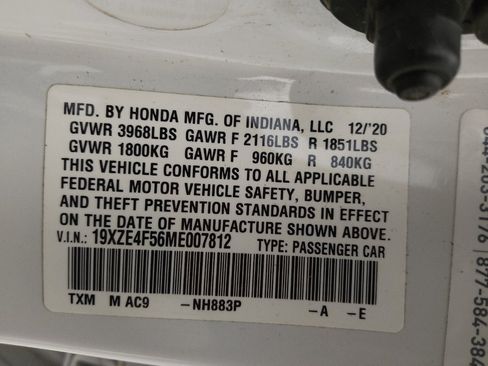 MFD. BY HONDA MFG. OF INDIANA, LLC 12/'20
GVWR 3968LBS GAWR F 2116LBS R 1851LBS
GVWR 1800KG GAWR F 960KG R 840KG
THIS VEHICLE CONFORMS TO ALL APPLICABLE
FEDERAL MOTOR VEHICLE SAFETY, BUMPER,
AND THEFT PREVENTION STANDARDS IN EFFECT
ON THE DATE OF MANUFACTURE SHOWN ABOVE.
V.I.N.: 19XZE4F56ME007812 TYPE: PASSENGER CAR
TXM M AC9 -NH883P -A -E